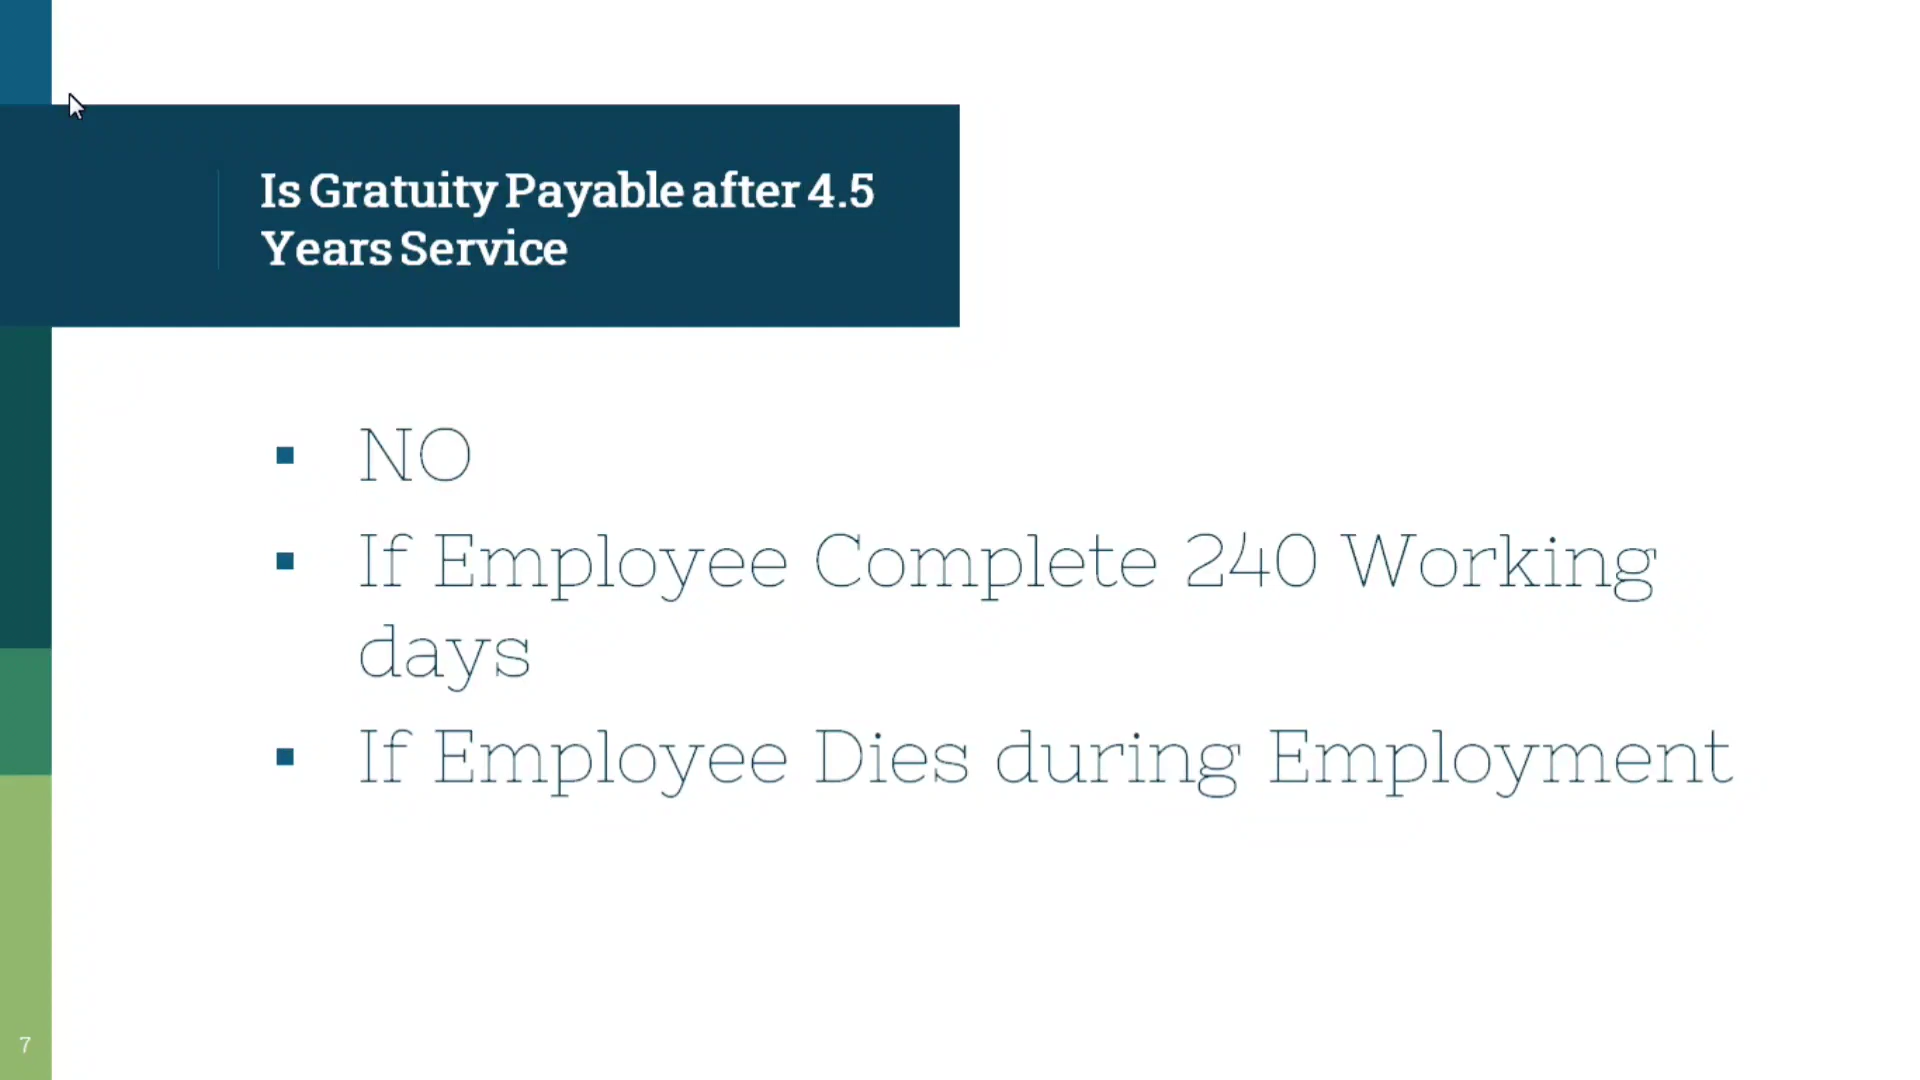 Is Gratuity Payable after 4.5
Years Service
NO
If Employee Complete 240 Working
days
If Employee Dies during Employment
7